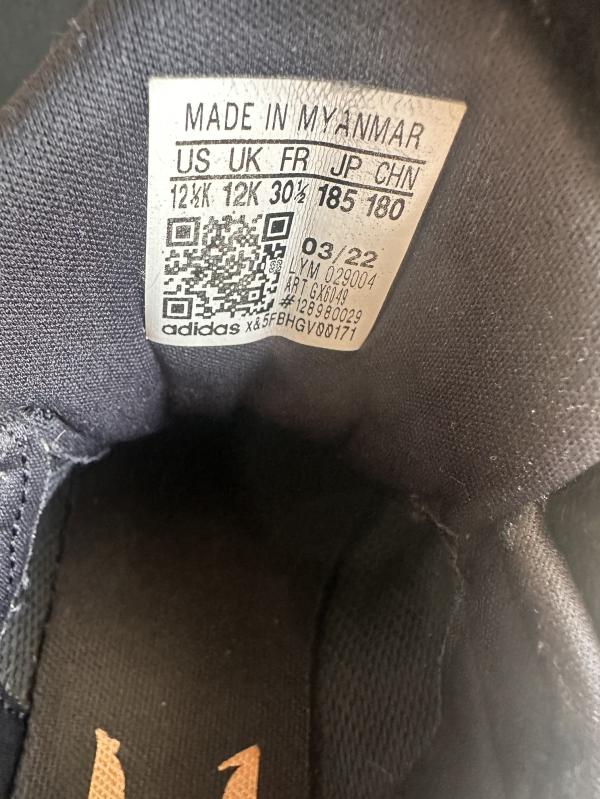 MADE IN MYANMAR
US UK FR JP CHN
12½K 12K 30½ 185 180
03/22
LYM 029004
ART GX6049
#128980029
adidas x&5FBHGV00171